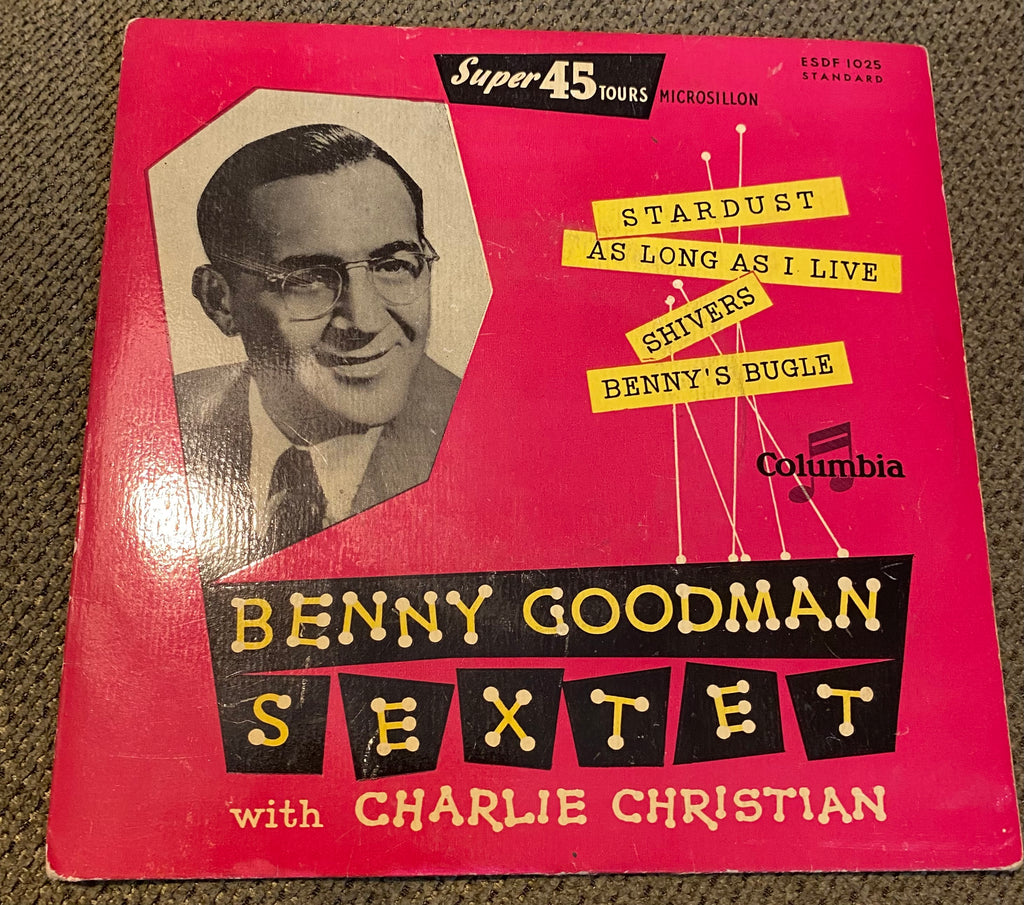 Super 45 TOURS MICROSILLON
ESDF 1025
STANDARD
STARDUST
AS LONG AS I LIVE
SHIVERS
BENNY'S BUGLE
Columbia
BENNY GOODMAN
SEXTET
with CHARLIE CHRISTIAN